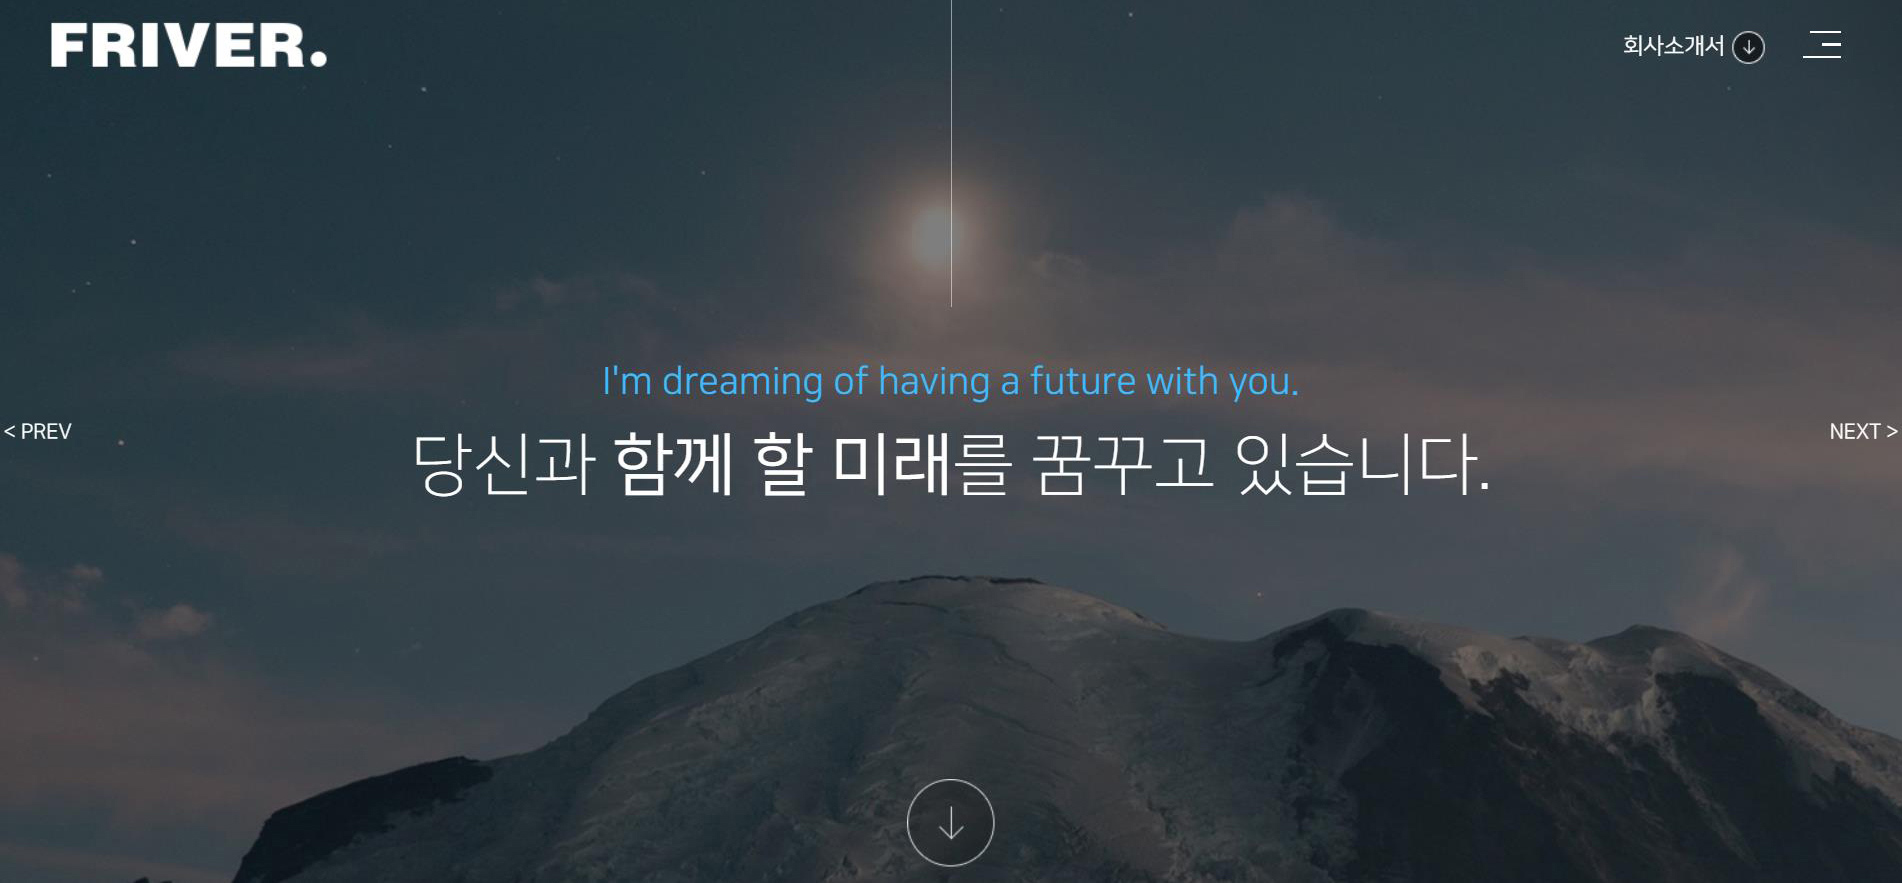 FRIVER.
회사소개서
I'm dreaming of having a future with you.
< PREV
NEXT >
당신과 함께 할 미래를 꿈꾸고 있습니다.